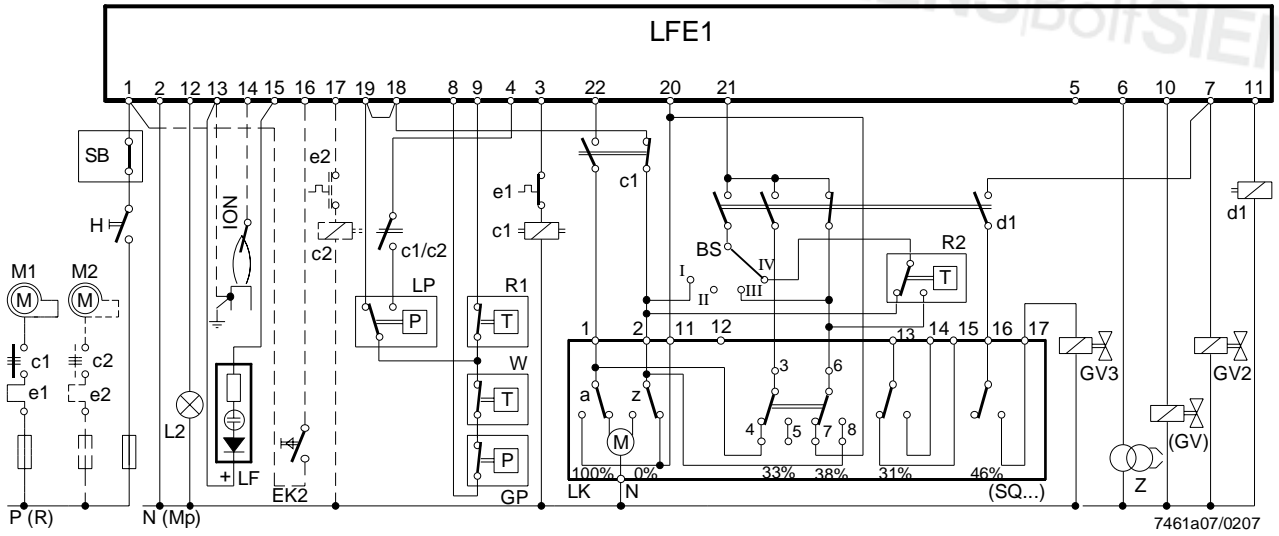 SIEMENS|Bolt SIEM
LFE1
1 2 12 13 14 15 16 17 19 18 8 9 4 3 22 20 21 5 6 10 7 11
SB
H
ION
e2
c2
c1/c2
e1
c1
c1
d1
d1
BS
I
II
III
IV
R2
T
M1
M
M2
M
c1
e1
c2
e2
L2
LF
+
EK2
LP
P
R1
T
W
T
P
GP
1 2 11 12 13 14 15 16 17
a
z
M
3
6
4
5
7
8
100%
0%
33%
38%
31%
46%
LK
N
(SQ...)
GV3
GV2
(GV)
Z
P (R)
N (Mp)
7461a07/0207